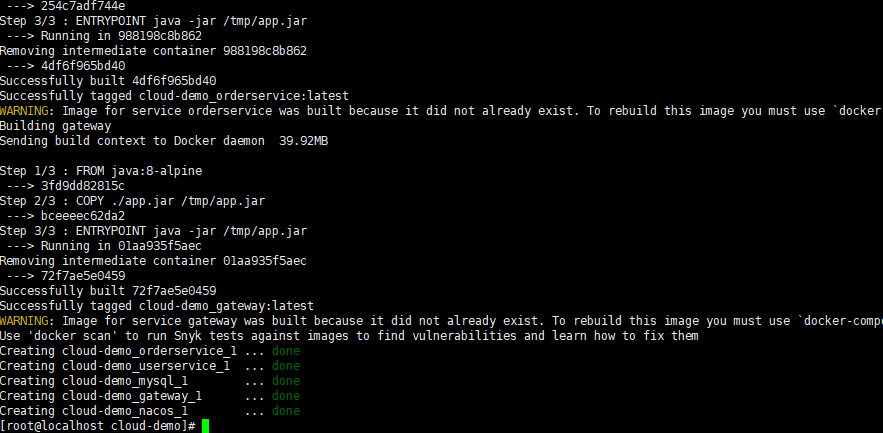 ---> 254c7adf744e
Step 3/3 : ENTRYPOINT java -jar /tmp/app.jar
 ---> Running in 988198c8b862
Removing intermediate container 988198c8b862
 ---> 4df6f965bd40
Successfully built 4df6f965bd40
Successfully tagged cloud-demo_orderservice:latest
WARNING: Image for service orderservice was built because it did not already exist. To rebuild this image you must use `docker
Building gateway
Sending build context to Docker daemon  39.92MB
Step 1/3 : FROM java:8-alpine
 ---> 3fd9dd82815c
Step 2/3 : COPY ./app.jar /tmp/app.jar
 ---> bceeeec62da2
Step 3/3 : ENTRYPOINT java -jar /tmp/app.jar
 ---> Running in 01aa935f5aec
Removing intermediate container 01aa935f5aec
 ---> 72f7ae5e0459
Successfully built 72f7ae5e0459
Successfully tagged cloud-demo_gateway:latest
WARNING: Image for service gateway was built because it did not already exist. To rebuild this image you must use `docker-compo
Use 'docker scan' to run Snyk tests against images to find vulnerabilities and learn how to fix them
Creating cloud-demo_orderservice_1 ... done
Creating cloud-demo_userservice_1  ... done
Creating cloud-demo_mysql_1        ... done
Creating cloud-demo_gateway_1      ... done
Creating cloud-demo_nacos_1        ... done
[root@localhost cloud-demo]#